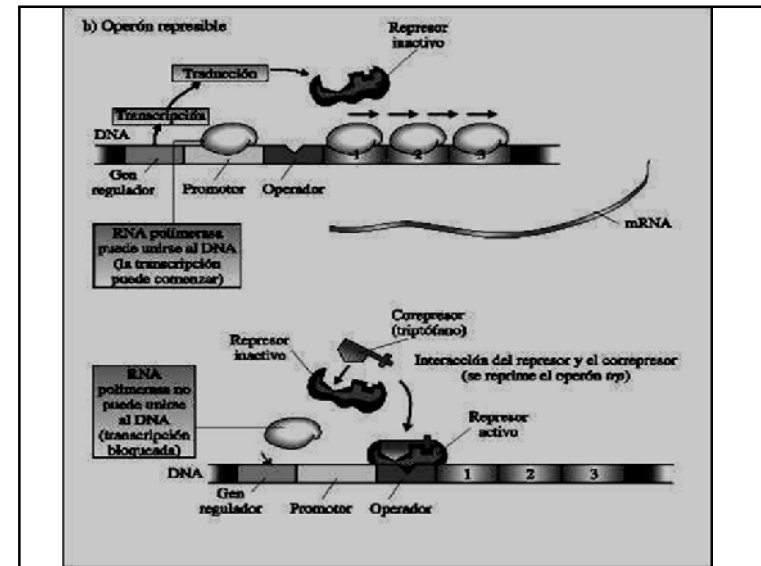 b) Operón represible
Represor
inactivo
Traducción
Transcripción
DNA
1 2 3
Gen
regulador
Promotor
Operador
RNA polimerasa
puede unirse al DNA
(la transcripción
puede comenzar)
mRNA
Corepresor
(triptófano)
Represor
inactivo
Interacción del represor y el correpresor
(se reprime el operón trp)
RNA
polimerasa no
puede unirse
al DNA
(transcripción
bloqueada)
Represor
activo
DNA
1 2 3
Gen
regulador
Promotor
Operador